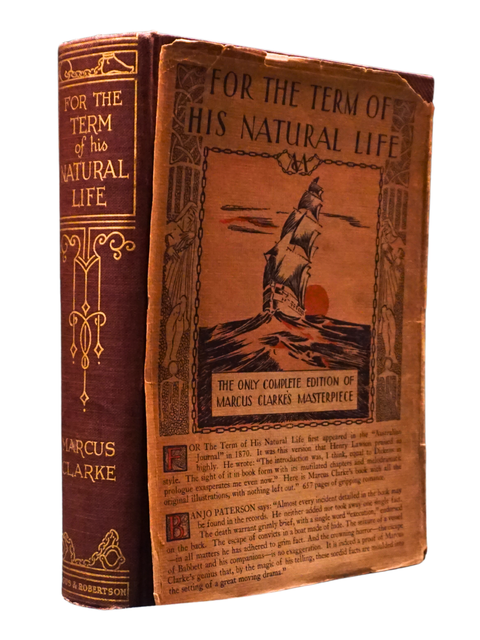 FOR THE
TERM
of his
NATURAL
LIFE
MARCUS
CLARKE
& ROBERTSON
FOR THE TERM OF
HIS NATURAL LIFE
THE ONLY COMPLETE EDITION OF
MARCUS CLARKE'S MASTERPIECE
FOR The Term of His Natural Life first appeared in the "Australian
Journal" in 1870. It was this version that Henry Lawson praised so
highly. He wrote: "The introduction was, I think, equal to Dickens in
style. The sight of it in book form with its mutilated chapters and melodramatic
prologue exasperates me even now." Here is Marcus Clarke's book with all the
original illustrations, with nothing left out. 617 pages of gripping romance.
BANJO PATERSON says: "Almost every incident detailed in the book may
be found in the records. He neither added nor took away one single fact.
The death warrant grimly brief, with a single word "execution," endorsed
on the back. The escape of convicts in a boat made of hide. The seizure of a vessel
—in all matters he has adhered to grim fact. And the crowning horror—the escape
of Babbett and his companions—is no exaggeration. It is indeed a proof of Marcus
Clarke's genius that, by the magic of his telling, these sordid facts are moulded into
the setting of a great moving drama."